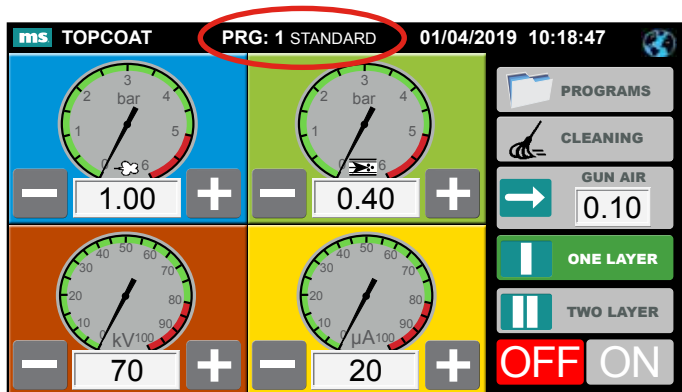 ms TOPCOAT PRG: 1 STANDARD 01/04/2019 10:18:47
0 1 2 3 4 5 6
bar
1.00
0 1 2 3 4 5 6
bar
0.40
PROGRAMS
CLEANING
GUN AIR
0.10
0 10 20 30 40 50 60 70 80 90 100
kV
70
0 10 20 30 40 50 60 70 80 90 100
µA
20
ONE LAYER
TWO LAYER
OFF ON